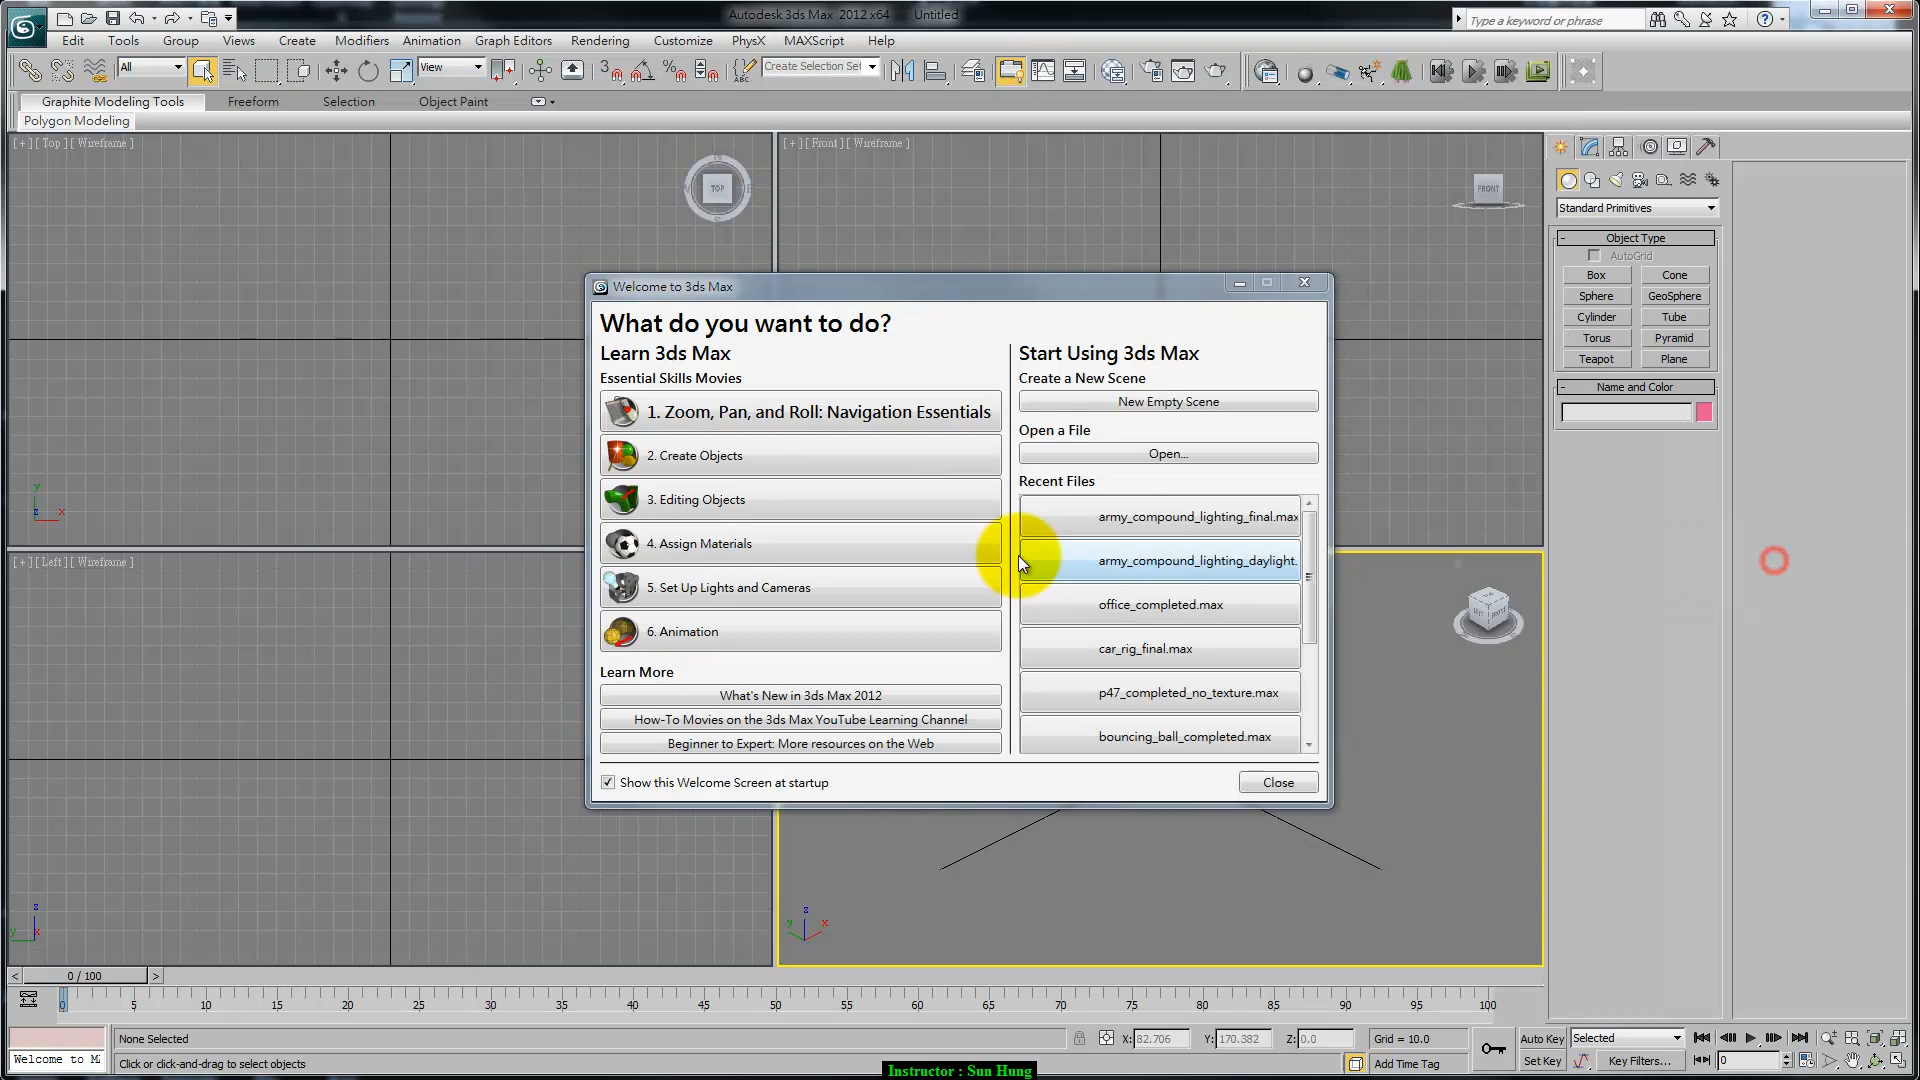 Autodesk 3ds Max 2012 x64 Untitled
Type a keyword or phrase
Edit Tools Group Views Create Modifiers Animation Graph Editors Rendering Customize PhysX MAXScript Help
All View Create Selection Set
Graphite Modeling Tools Freeform Selection Object Paint
Polygon Modeling
[ + ] [ Top ] [ Wireframe ]
[ + ] [ Front ] [ Wireframe ]
TOP
FRONT
Standard Primitives
Object Type
AutoGrid
Box Cone
Sphere GeoSphere
Cylinder Tube
Torus Pyramid
Teapot Plane
Name and Color
Welcome to 3ds Max
What do you want to do?
Learn 3ds Max
Essential Skills Movies
1. Zoom, Pan, and Roll: Navigation Essentials
2. Create Objects
3. Editing Objects
4. Assign Materials
5. Set Up Lights and Cameras
6. Animation
Learn More
What's New in 3ds Max 2012
How-To Movies on the 3ds Max YouTube Learning Channel
Beginner to Expert: More resources on the Web
Show this Welcome Screen at startup
Start Using 3ds Max
Create a New Scene
New Empty Scene
Open a File
Open...
Recent Files
army_compound_lighting_final.max
army_compound_lighting_daylight.
office_completed.max
car_rig_final.max
p47_completed_no_texture.max
bouncing_ball_completed.max
Close
y
z x
[ + ] [ Left ] [ Wireframe ]
z
y x
z
y x
< 0 / 100 >
0 5 10 15 20 25 30 35 40 45 50 55 60 65 70 75 80 85 90 95 100
None Selected
X: 82.706 Y: 170.382 Z: 0.0 Grid = 10.0
Auto Key Selected
Welcome to M
Click or click-and-drag to select objects
Add Time Tag
Set Key Key Filters... 0
Instructor : Sun Hung